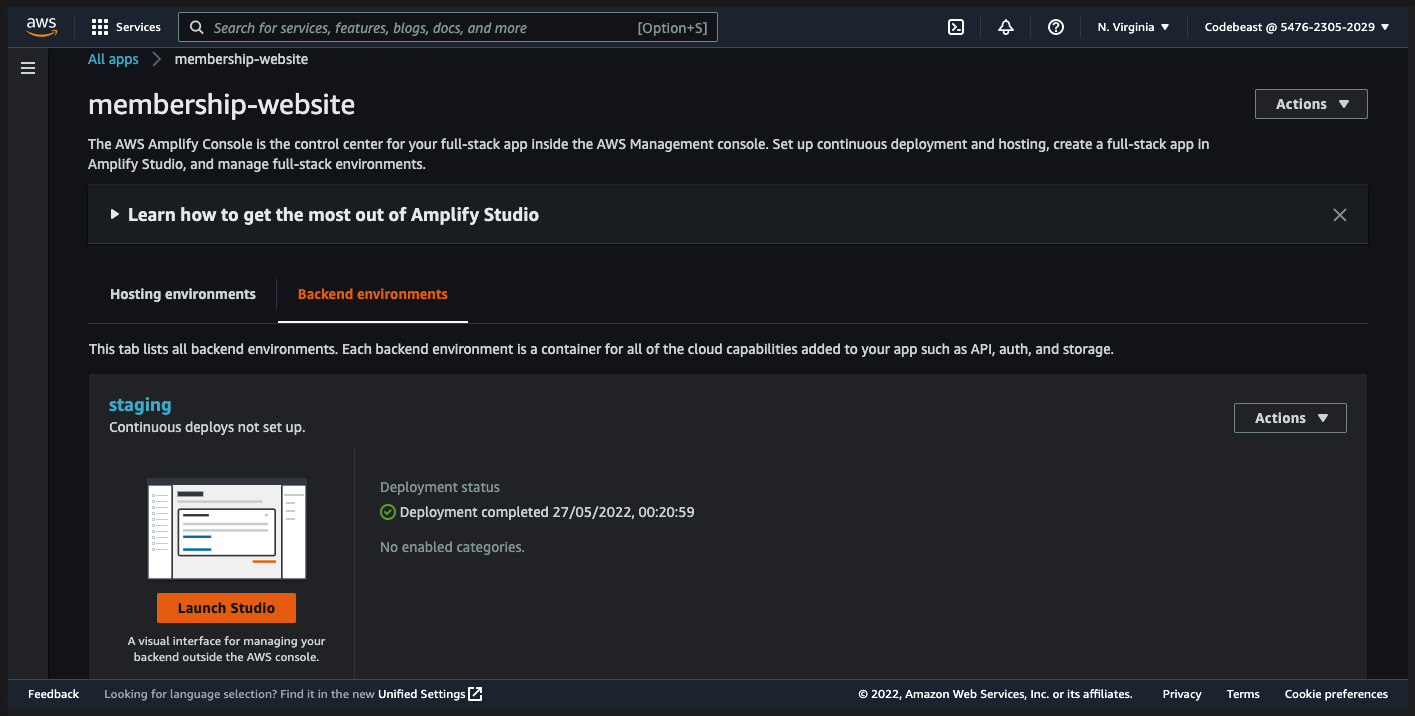 aws
Services
Search for services, features, blogs, docs, and more [Option+S]
N. Virginia ▼
Codebeast @ 5476-2305-2029 ▼
All apps > membership-website
membership-website
Actions ▼
The AWS Amplify Console is the control center for your full-stack app inside the AWS Management console. Set up continuous deployment and hosting, create a full-stack app in
Amplify Studio, and manage full-stack environments.
Learn how to get the most out of Amplify Studio
Hosting environments
Backend environments
This tab lists all backend environments. Each backend environment is a container for all of the cloud capabilities added to your app such as API, auth, and storage.
staging
Continuous deploys not set up.
Actions ▼
Deployment status
Deployment completed 27/05/2022, 00:20:59
No enabled categories.
Launch Studio
A visual interface for managing your
backend outside the AWS console.
Feedback
Looking for language selection? Find it in the new Unified Settings
© 2022, Amazon Web Services, Inc. or its affiliates.
Privacy
Terms
Cookie preferences